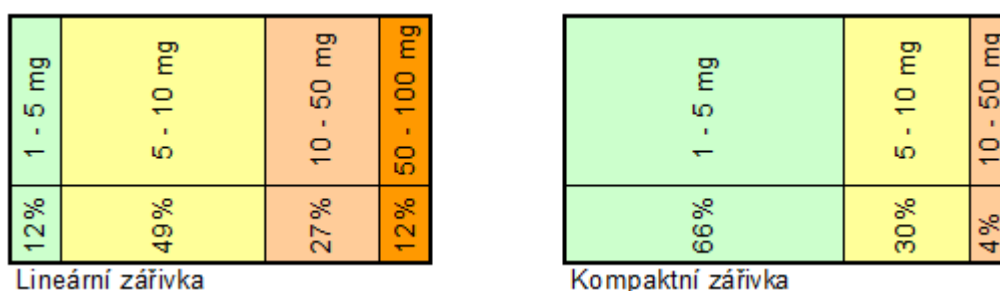 1 - 5 mg
5 - 10 mg
10 - 50 mg
50 - 100 mg
12%
49%
27%
12%
Lineární zářivka
1 - 5 mg
5 - 10 mg
10 - 50 mg
66%
30%
4%
Kompaktní zářivka